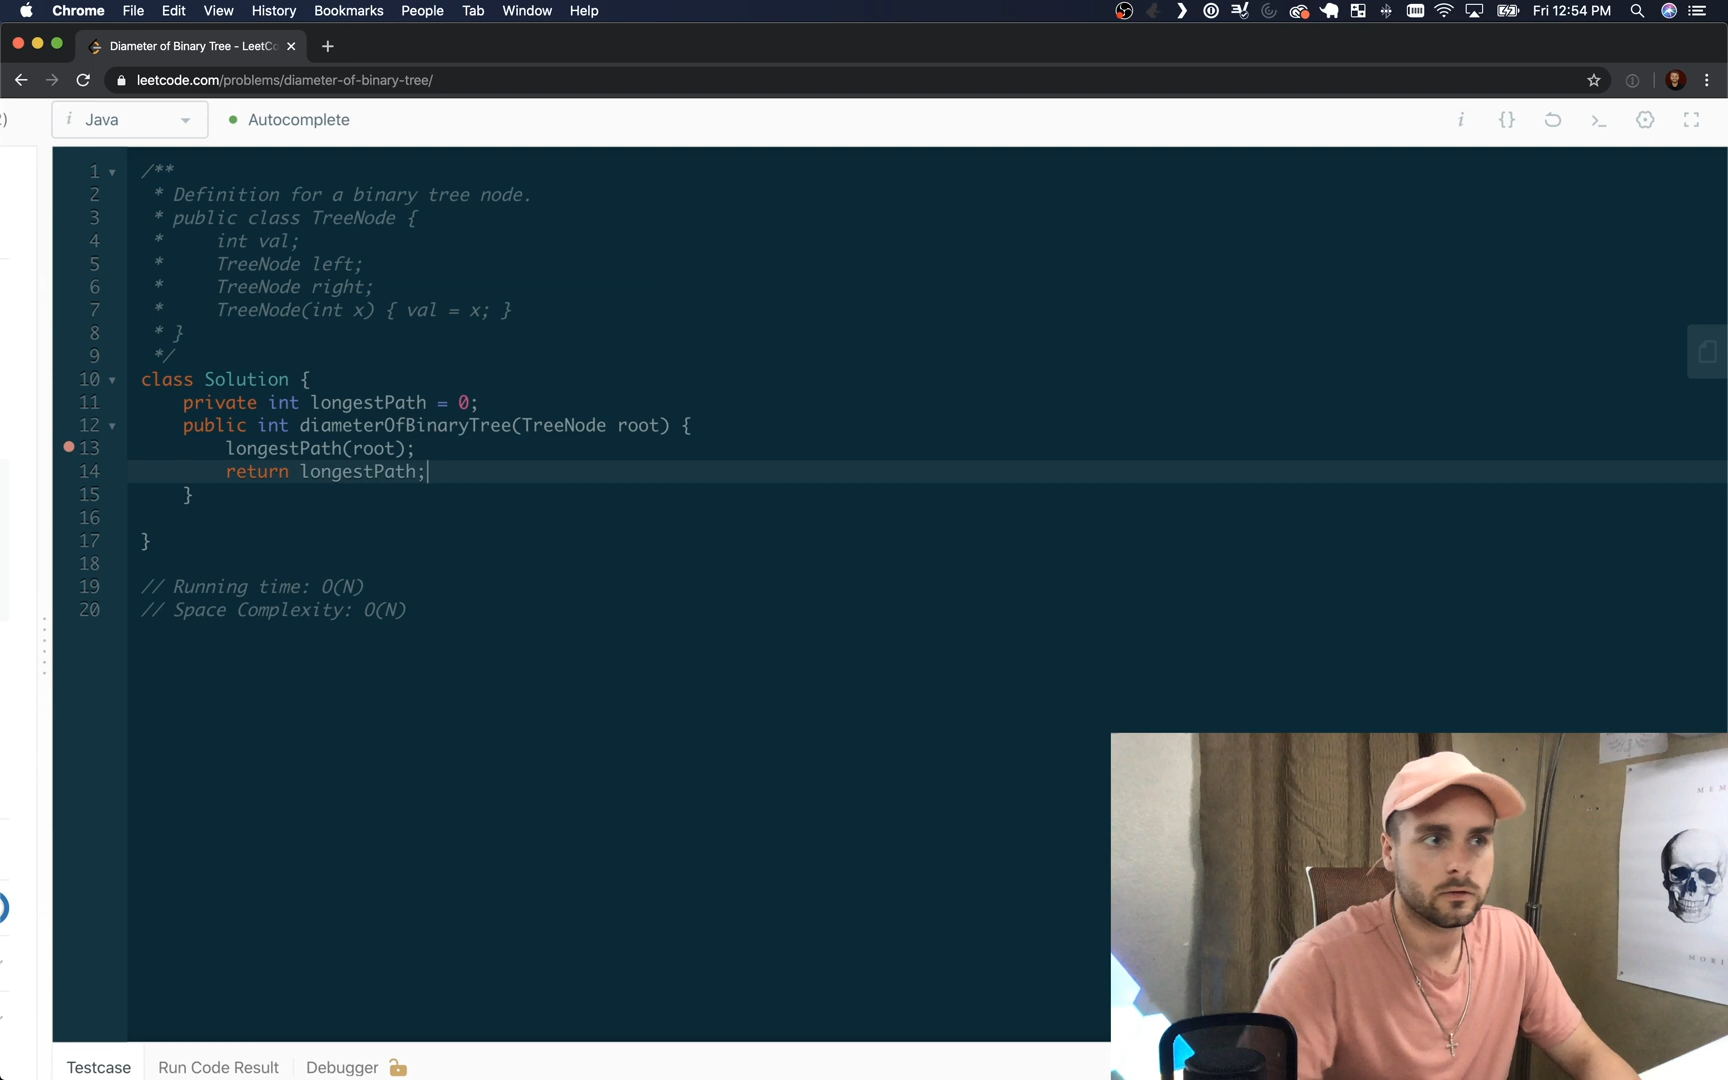 Chrome File Edit View History Bookmarks People Tab Window Help Fri 12:54 PM
Diameter of Binary Tree - LeetCo
leetcode.com/problems/diameter-of-binary-tree/
i Java Autocomplete i {} >_
1 /**
2 * Definition for a binary tree node.
3 * public class TreeNode {
4 * int val;
5 * TreeNode left;
6 * TreeNode right;
7 * TreeNode(int x) { val = x; }
8 * }
9 */
10 class Solution {
11 private int longestPath = 0;
12 public int diameterOfBinaryTree(TreeNode root) {
13 longestPath(root);
14 return longestPath;
15 }
16
17 }
18
19 // Running time: O(N)
20 // Space Complexity: O(N)
Testcase Run Code Result Debugger